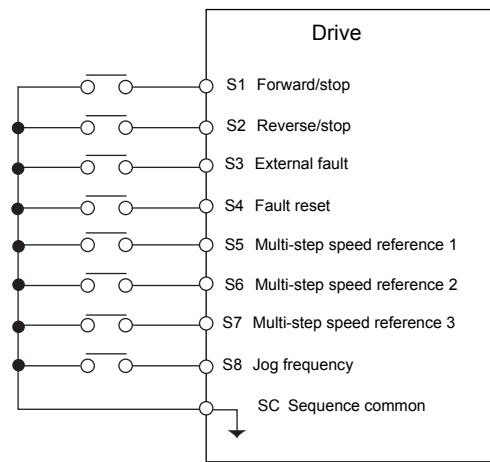 Drive
S1 Forward/stop
S2 Reverse/stop
S3 External fault
S4 Fault reset
S5 Multi-step speed reference 1
S6 Multi-step speed reference 2
S7 Multi-step speed reference 3
S8 Jog frequency
SC Sequence common